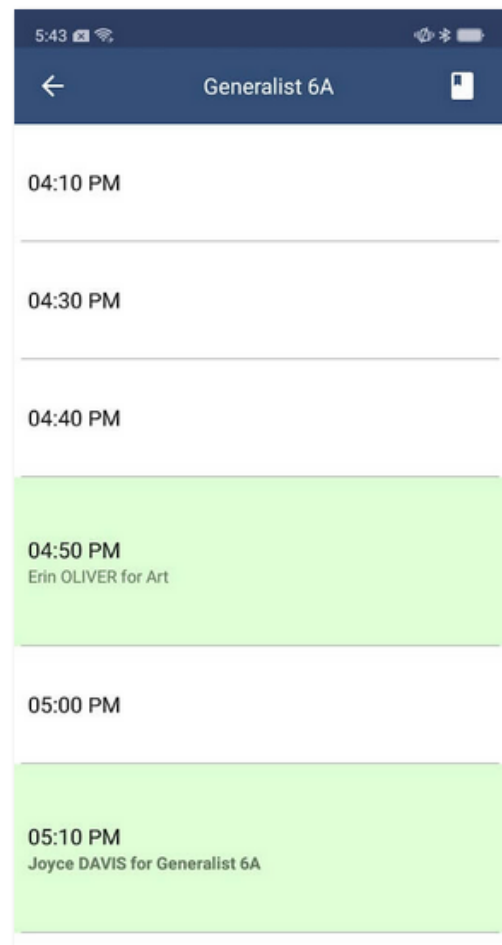 5:43
Generalist 6A
04:10 PM
04:30 PM
04:40 PM
04:50 PM
Erin OLIVER for Art
05:00 PM
05:10 PM
Joyce DAVIS for Generalist 6A